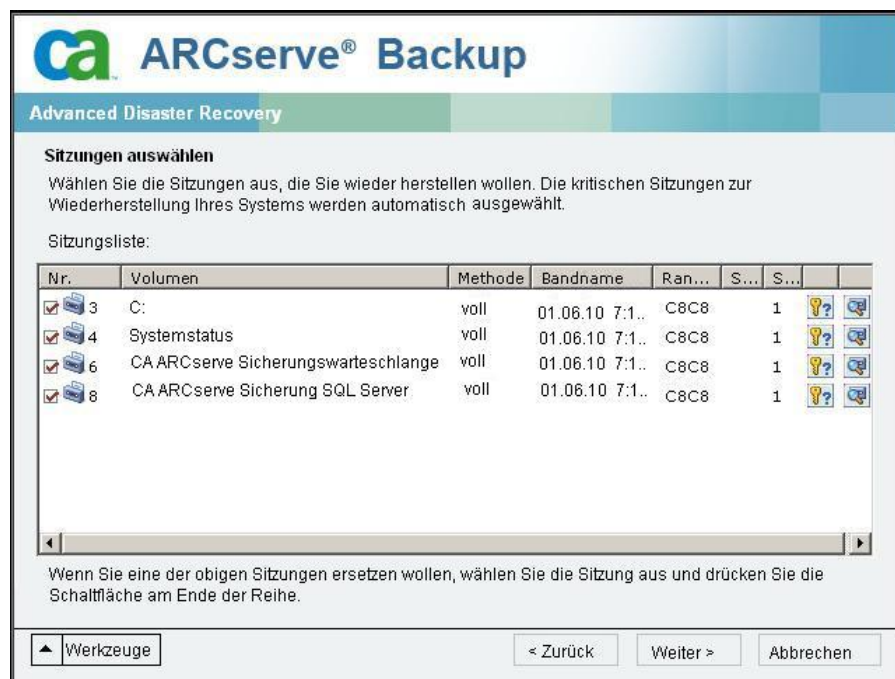 ca ARCserve® Backup
Advanced Disaster Recovery
Sitzungen auswählen
Wählen Sie die Sitzungen aus, die Sie wieder herstellen wollen. Die kritischen Sitzungen zur
Wiederherstellung Ihres Systems werden automatisch ausgewählt.
Sitzungsliste:
Nr. Volumen Methode Bandname Ran... S... S...
3 C: voll 01.06.10 7:1.. C8C8 1
4 Systemstatus voll 01.06.10 7:1.. C8C8 1
6 CA ARCserve Sicherungswarteschlange voll 01.06.10 7:1.. C8C8 1
8 CA ARCserve Sicherung SQL Server voll 01.06.10 7:1.. C8C8 1
Wenn Sie eine der obigen Sitzungen ersetzen wollen, wählen Sie die Sitzung aus und drücken Sie die
Schaltfläche am Ende der Reihe.
Werkzeuge < Zurück Weiter > Abbrechen